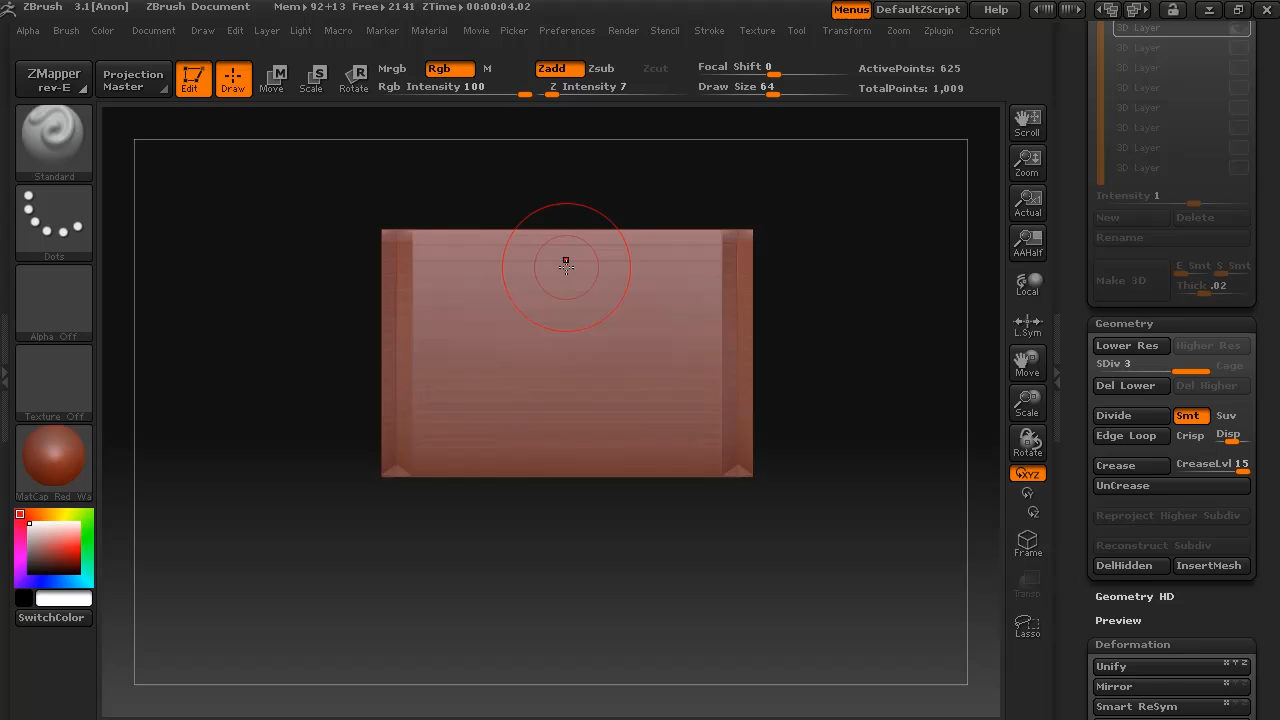 ZBrush 3.1[Anon] ZBrush Document Mem▸92+13 Free▸2141 ZTime▸00:00:04.02 Menus DefaultZScript Help
Alpha Brush Color Document Draw Edit Layer Light Macro Marker Material Movie Picker Preferences Render Stencil Stroke Texture Tool Transform Zoom Zplugin Zscript
ZMapper rev-E
Projection Master
Edit
Draw
Move
Scale
Rotate
Mrgb Rgb M
Rgb Intensity 100
Zadd Zsub Zcut
Z Intensity 7
Focal Shift 0
Draw Size 64
ActivePoints: 625
TotalPoints: 1,009
Standard
Dots
Alpha Off
Texture Off
MatCap Red Wa
SwitchColor
Scroll
Zoom
Actual
AAHalf
Local
L.Sym
Move
Scale
Rotate
XYZ
Y
Z
Frame
Transp
Lasso
3D Layer
3D Layer
3D Layer
3D Layer
3D Layer
3D Layer
3D Layer
3D Layer
Intensity 1
New Delete
Rename
Make 3D E Smt S Smt
Thick .02
Geometry
Lower Res Higher Res
SDiv 3 Cage
Del Lower Del Higher
Divide Smt Suv
Edge Loop Crisp Disp
Crease CreaseLvl 15
UnCrease
Reproject Higher Subdiv
Reconstruct Subdiv
DelHidden InsertMesh
Geometry HD
Preview
Deformation
Unify X Y Z
Mirror X Y Z
Smart ReSym X Y Z